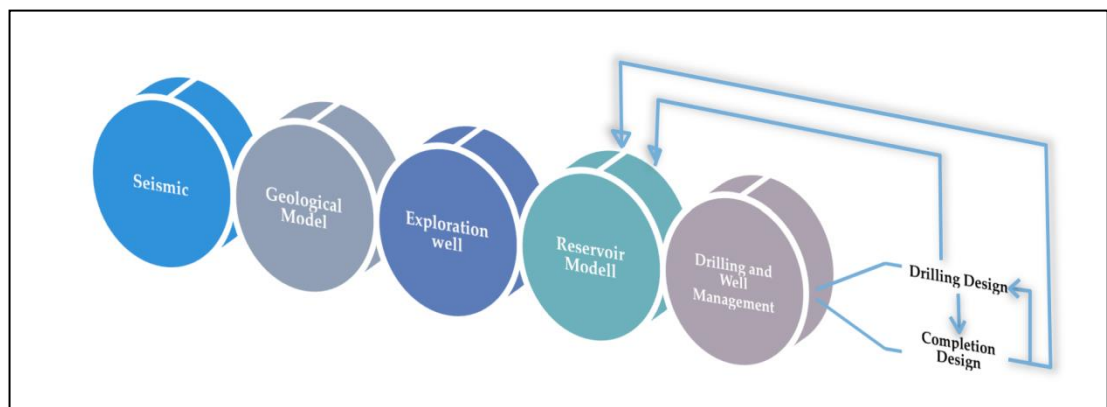 Seismic
Geological
Model
Exploration
well
Reservoir
Modell
Drilling and
Well
Management
Drilling Design
Completion
Design